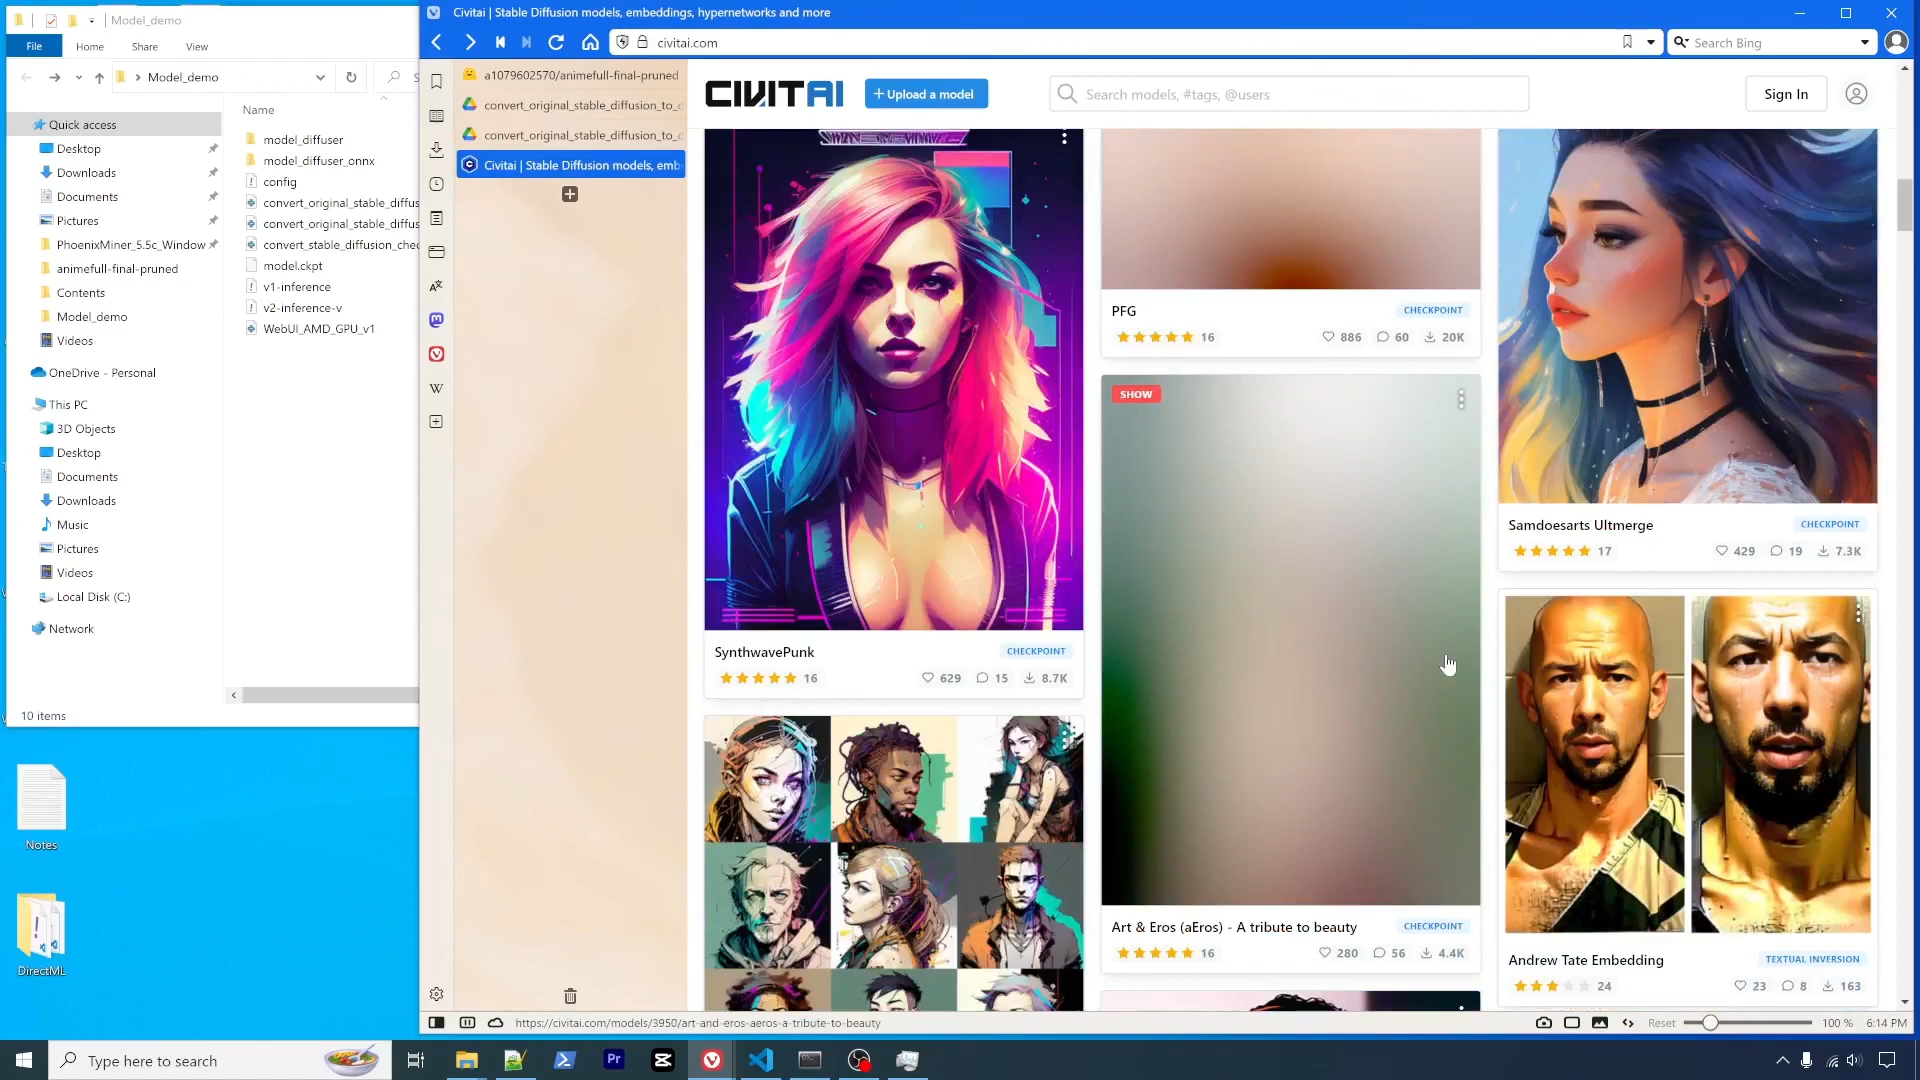 Model_demo
File
Home
Share
View
Model_demo
Name
Quick access
Desktop
Downloads
Documents
Pictures
PhoenixMiner_5.5c_Window
animefull-final-pruned
Contents
Model_demo
Videos
OneDrive - Personal
This PC
3D Objects
Desktop
Documents
Downloads
Music
Pictures
Videos
Local Disk (C:)
Network
model_diffuser
model_diffuser_onnx
config
convert_original_stable_diffus
convert_original_stable_diffus
convert_stable_diffusion_chec
model.ckpt
v1-inference
v2-inference-v
WebUI_AMD_GPU_v1
10 items
Notes
DirectML
Civitai | Stable Diffusion models, embeddings, hypernetworks and more
civitai.com
Search Bing
a1079602570/animefull-final-pruned
convert_original_stable_diffusion_to_d
convert_original_stable_diffusion_to_d
Civitai | Stable Diffusion models, emb
CIVITAI
+ Upload a model
Search models, #tags, @users
Sign In
SynthwavePunk
CHECKPOINT
16
629
15
8.7K
PFG
CHECKPOINT
16
886
60
20K
SHOW
Art & Eros (aEros) - A tribute to beauty
CHECKPOINT
16
280
56
4.4K
Samdoesarts Ultmerge
CHECKPOINT
17
429
19
7.3K
Andrew Tate Embedding
TEXTUAL INVERSION
24
23
8
163
https://civitai.com/models/3950/art-and-eros-aeros-a-tribute-to-beauty
Reset
100 %
6:14 PM
Type here to search
Pr